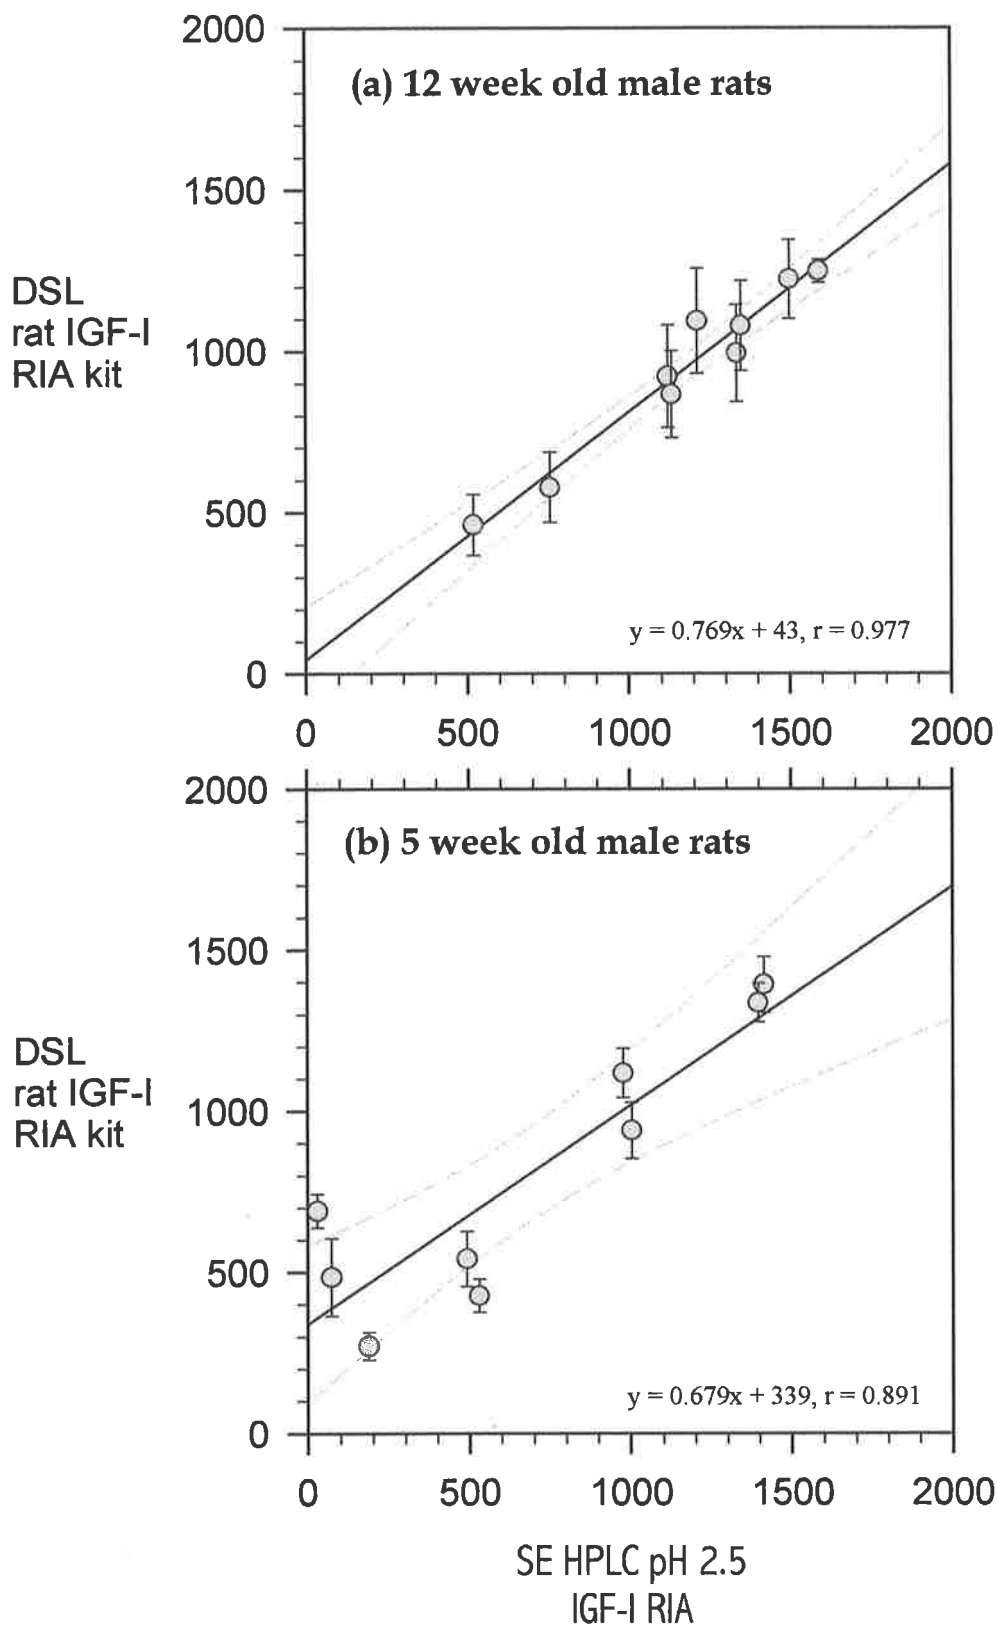 2000
(a) 12 week old male rats
1500
DSL
rat IGF-I
RIA kit
1000
500
y = 0.769x + 43, r = 0.977
0
0 500 1000 1500 2000
2000
(b) 5 week old male rats
1500
DSL
rat IGF-I
RIA kit
1000
500
y = 0.679x + 339, r = 0.891
0
0 500 1000 1500 2000
SE HPLC pH 2.5
IGF-I RIA